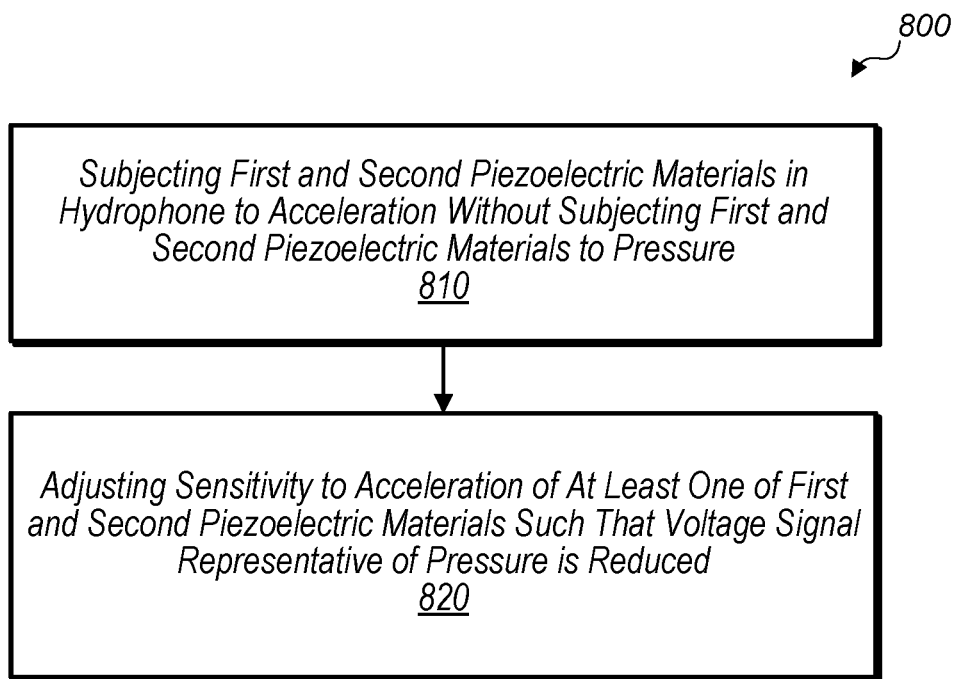 800
Subjecting First and Second Piezoelectric Materials in
Hydrophone to Acceleration Without Subjecting First and
Second Piezoelectric Materials to Pressure
810
Adjusting Sensitivity to Acceleration of At Least One of First
and Second Piezoelectric Materials Such That Voltage Signal
Representative of Pressure is Reduced
820